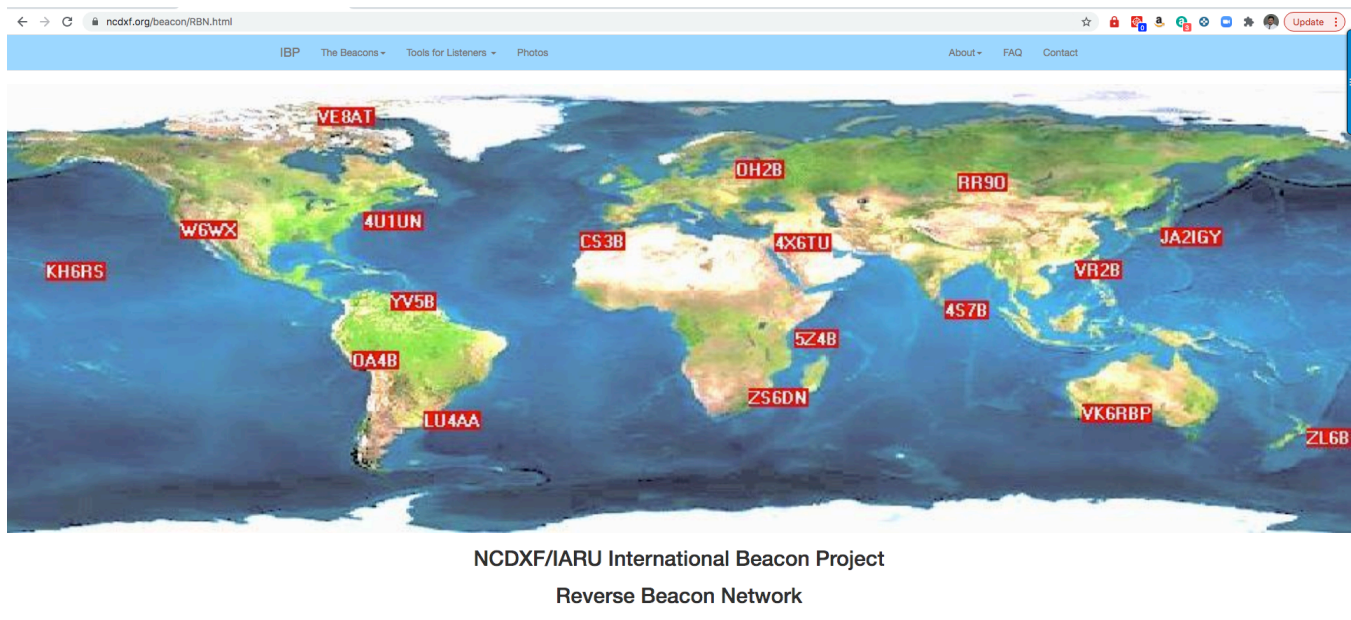 ncdxf.org/beacon/RBN.html
Update
IBP The Beacons Tools for Listeners Photos About FAQ Contact
VE8AT
OH2B
RR9O
4U1UN
W6WX
JA2IGY
CS3B
4X6TU
KH6RS
VR2B
YV5B
4S7B
5Z4B
OA4B
ZS6DN
VK6RBP
LU4AA
ZL6B
NCDXF/IARU International Beacon Project
Reverse Beacon Network